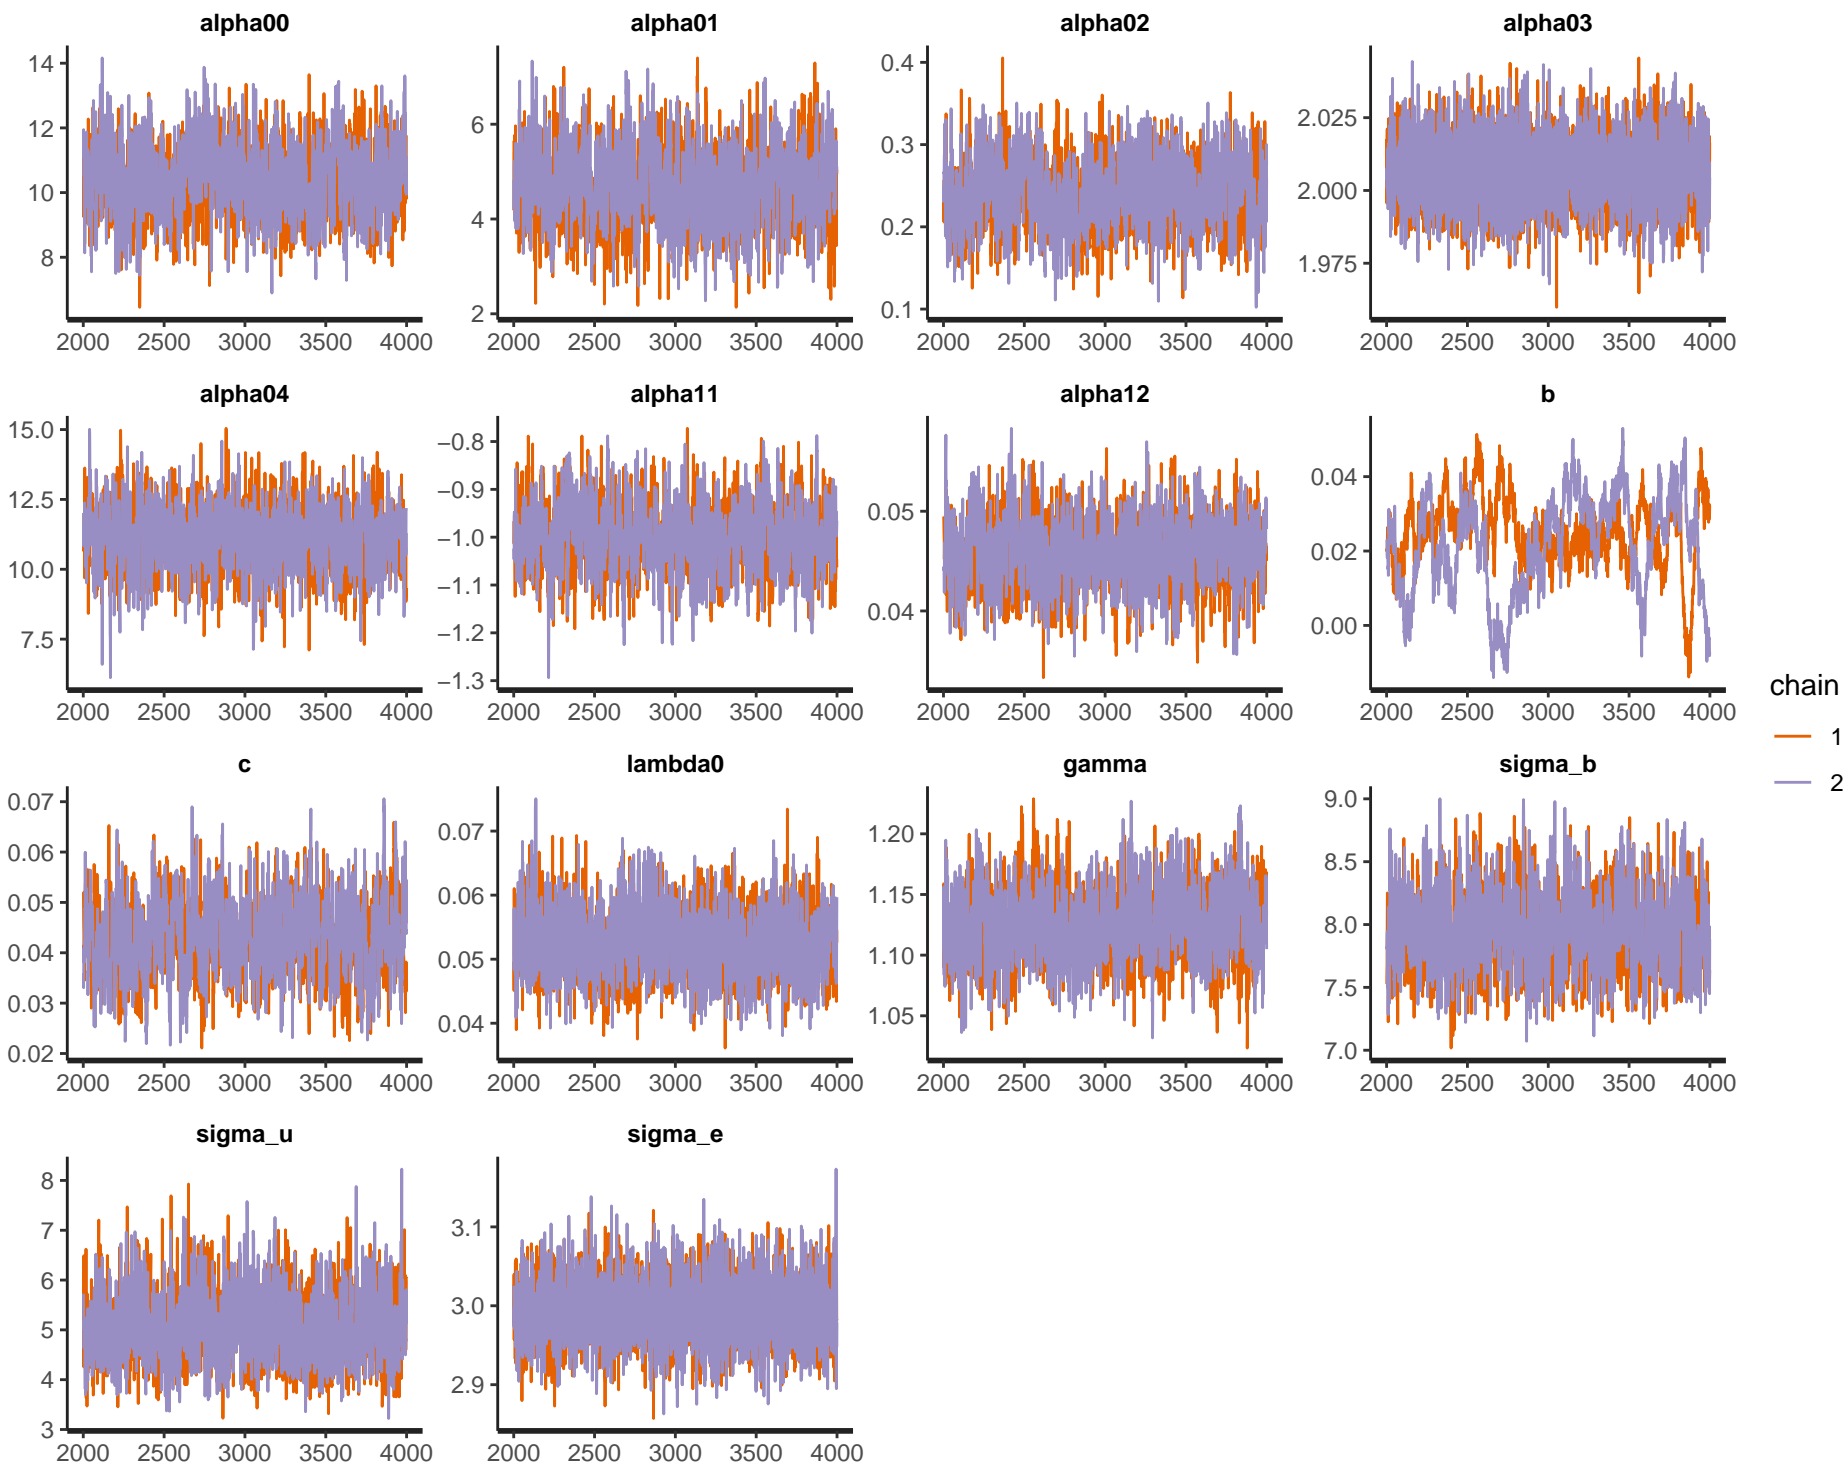 alpha00 alpha01 alpha02 alpha03
14 12 10 8
6 4 2
0.4 0.3 0.2 0.1
2.025 2.000 1.975
2000 2500 3000 3500 4000 2000 2500 3000 3500 4000 2000 2500 3000 3500 4000 2000 2500 3000 3500 4000
alpha04 alpha11 alpha12 b
15.0 12.5 10.0 7.5
−0.8 −0.9 −1.0 −1.1 −1.2 −1.3
0.05 0.04
0.04 0.02 0.00
2000 2500 3000 3500 4000 2000 2500 3000 3500 4000 2000 2500 3000 3500 4000 2000 2500 3000 3500 4000
c lambda0 gamma sigma_b
0.07 0.06 0.05 0.04 0.03 0.02
0.07 0.06 0.05 0.04
1.20 1.15 1.10 1.05
9.0 8.5 8.0 7.5 7.0
2000 2500 3000 3500 4000 2000 2500 3000 3500 4000 2000 2500 3000 3500 4000 2000 2500 3000 3500 4000
sigma_u sigma_e
8 7 6 5 4 3
3.1 3.0 2.9
2000 2500 3000 3500 4000 2000 2500 3000 3500 4000
chain
1
2